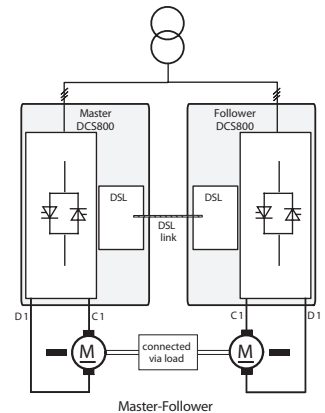 Master
DCS800
Follower
DCS800
DSL
DSL
DSL
link
D1
C1
C1
D1
M
connected
via load
M
Master-Follower